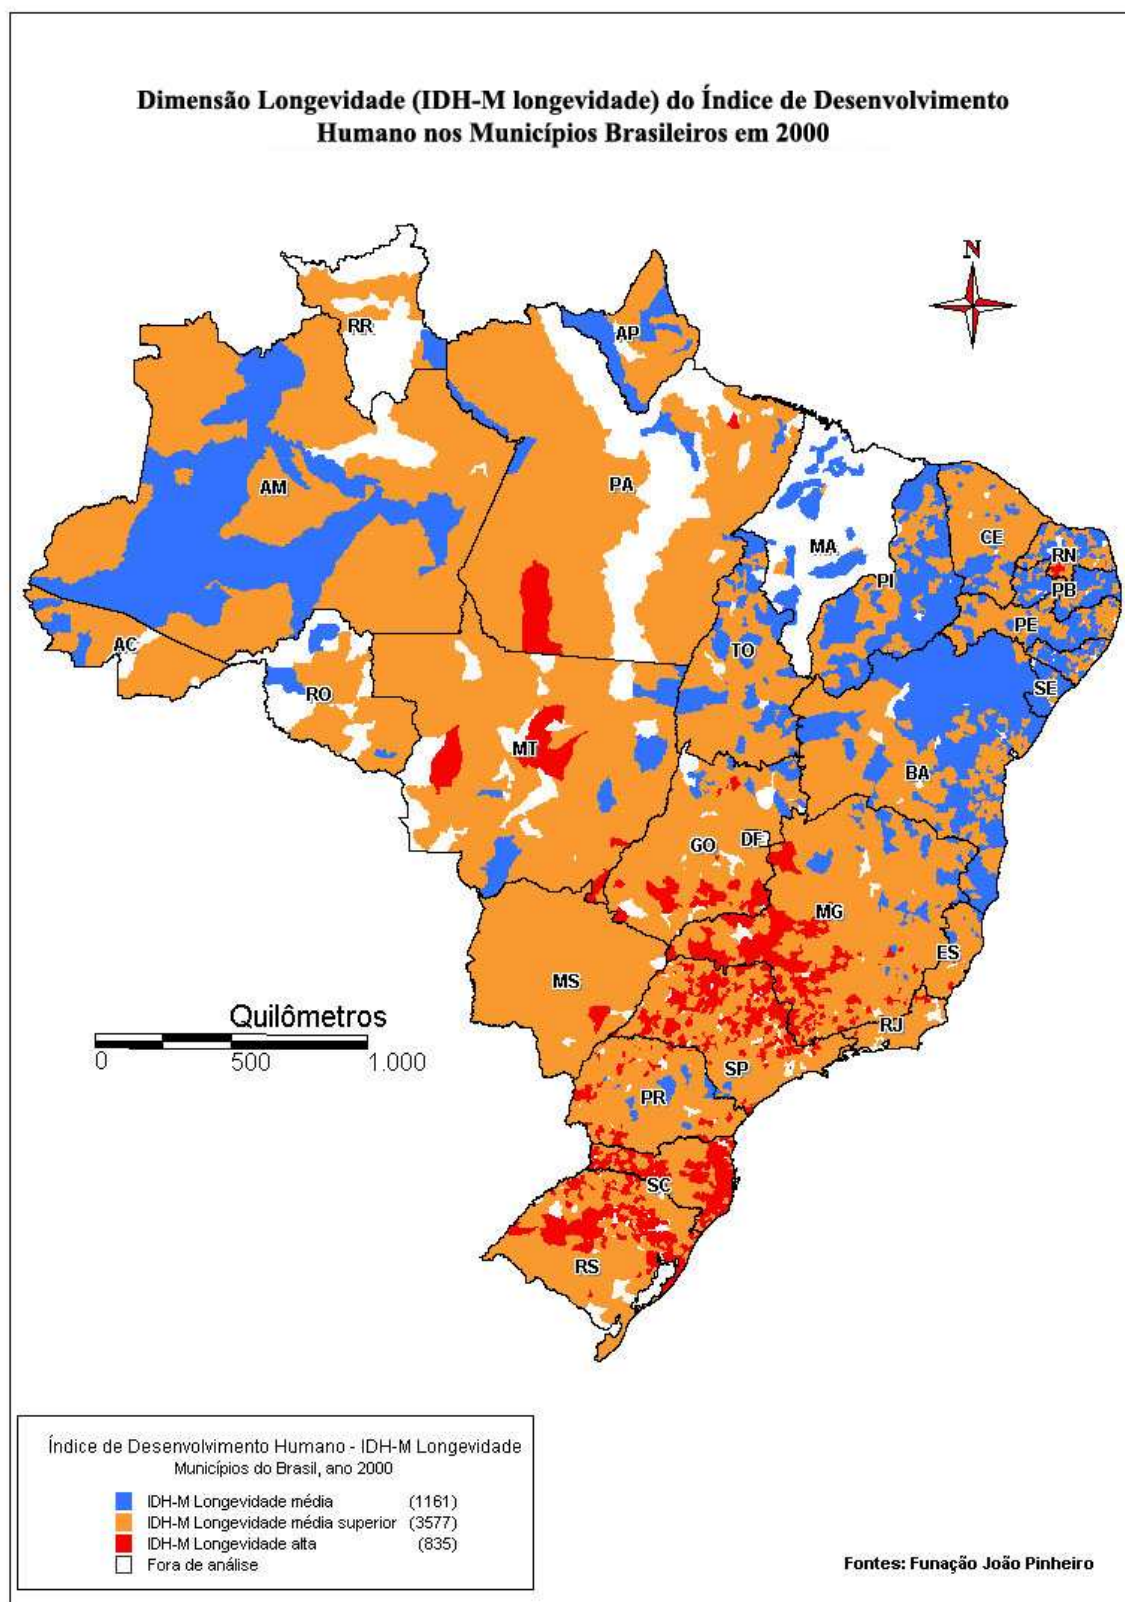 Dimensão Longevidade (IDH-M longevidade) do Índice de Desenvolvimento
Humano nos Municípios Brasileiros em 2000
N
RR
AP
AM
PA
MA
CE
RN
PB
PI
PE
AC
TO
SE
RO
MT
BA
GO
DF
MG
ES
MS
RJ
SP
PR
SC
RS
Quilômetros
0 500 1.000
Índice de Desenvolvimento Humano - IDH-M Longevidade
Municípios do Brasil, ano 2000
IDH-M Longevidade média (1161)
IDH-M Longevidade média superior (3577)
IDH-M Longevidade alta (835)
Fora de análise
Fontes: Funação João Pinheiro